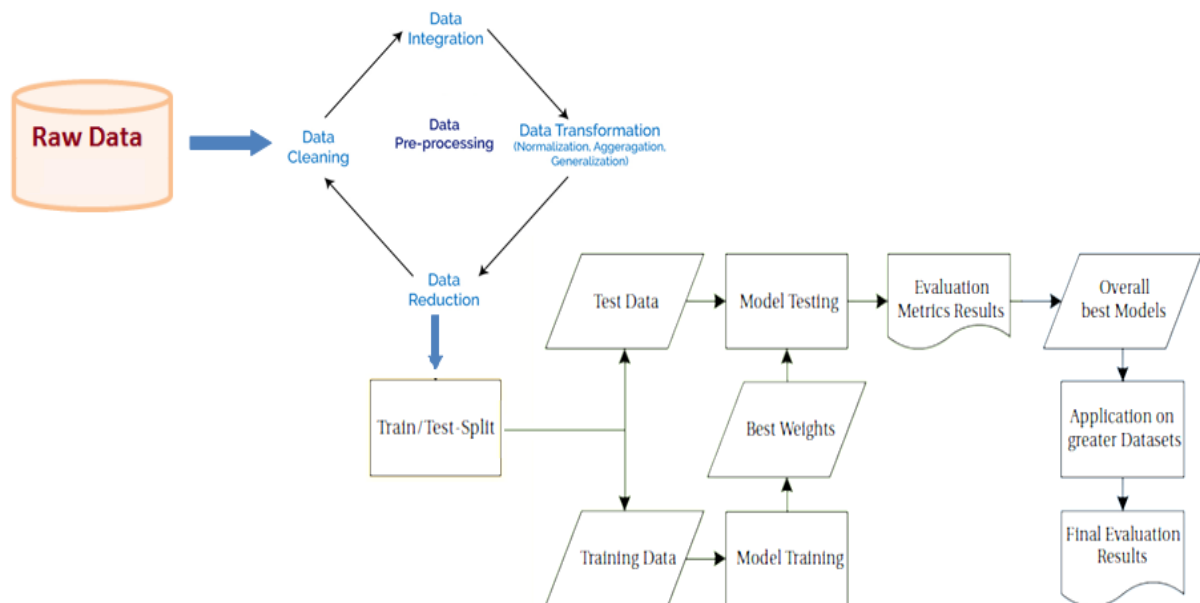 Data
Integration
Raw Data
Data
Cleaning
Data
Pre-processing
Data Transformation
(Normalization, Aggeragation,
Generalization)
Data
Reduction
Test Data
Model Testing
Evaluation
Metrics Results
Overall
best Models
Train/Test-Split
Best Weights
Application on
greater Datasets
Training Data
Model Training
Final Evaluation
Results